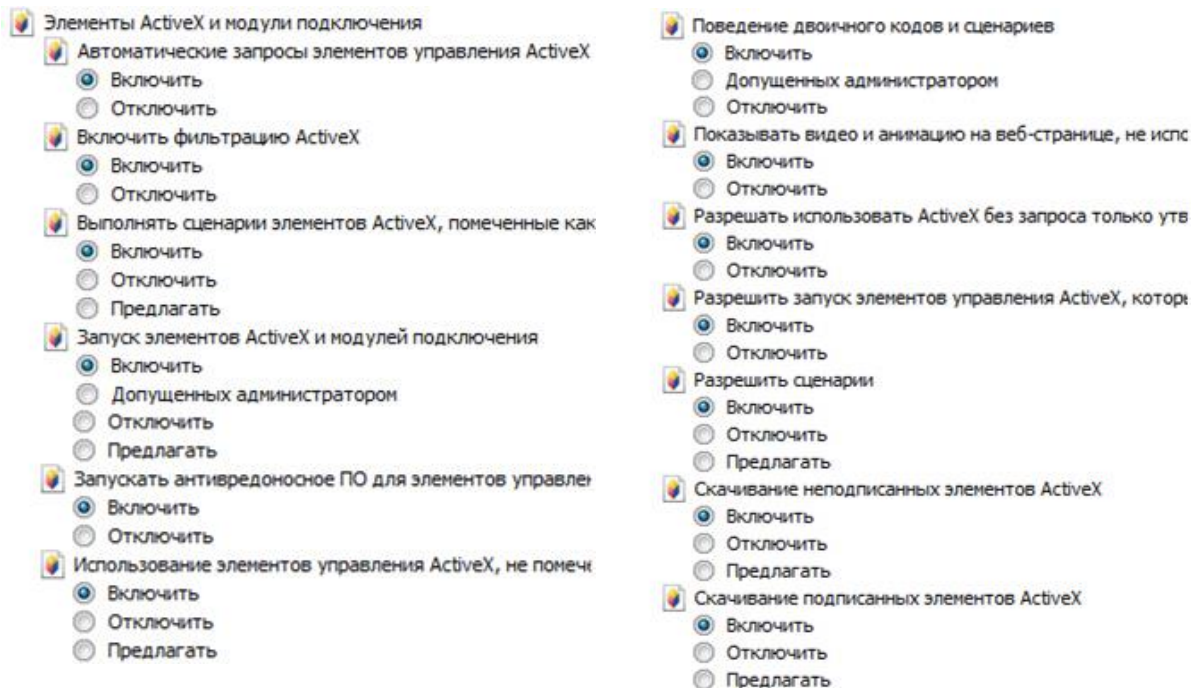 Элементы ActiveX и модули подключения
Автоматические запросы элементов управления ActiveX
Включить
Отключить
Включить фильтрацию ActiveX
Включить
Отключить
Выполнять сценарии элементов ActiveX, помеченные как
Включить
Отключить
Предлагать
Запуск элементов ActiveX и модулей подключения
Включить
Допущенных администратором
Отключить
Предлагать
Запускать антивредоносное ПО для элементов управлен
Включить
Отключить
Использование элементов управления ActiveX, не помече
Включить
Отключить
Предлагать
Поведение двоичного кодов и сценариев
Включить
Допущенных администратором
Отключить
Показывать видео и анимацию на веб-странице, не испо
Включить
Отключить
Разрешать использовать ActiveX без запроса только утв
Включить
Отключить
Разрешить запуск элементов управления ActiveX, которы
Включить
Отключить
Разрешить сценарии
Включить
Отключить
Предлагать
Скачивание неподписанных элементов ActiveX
Включить
Отключить
Предлагать
Скачивание подписанных элементов ActiveX
Включить
Отключить
Предлагать